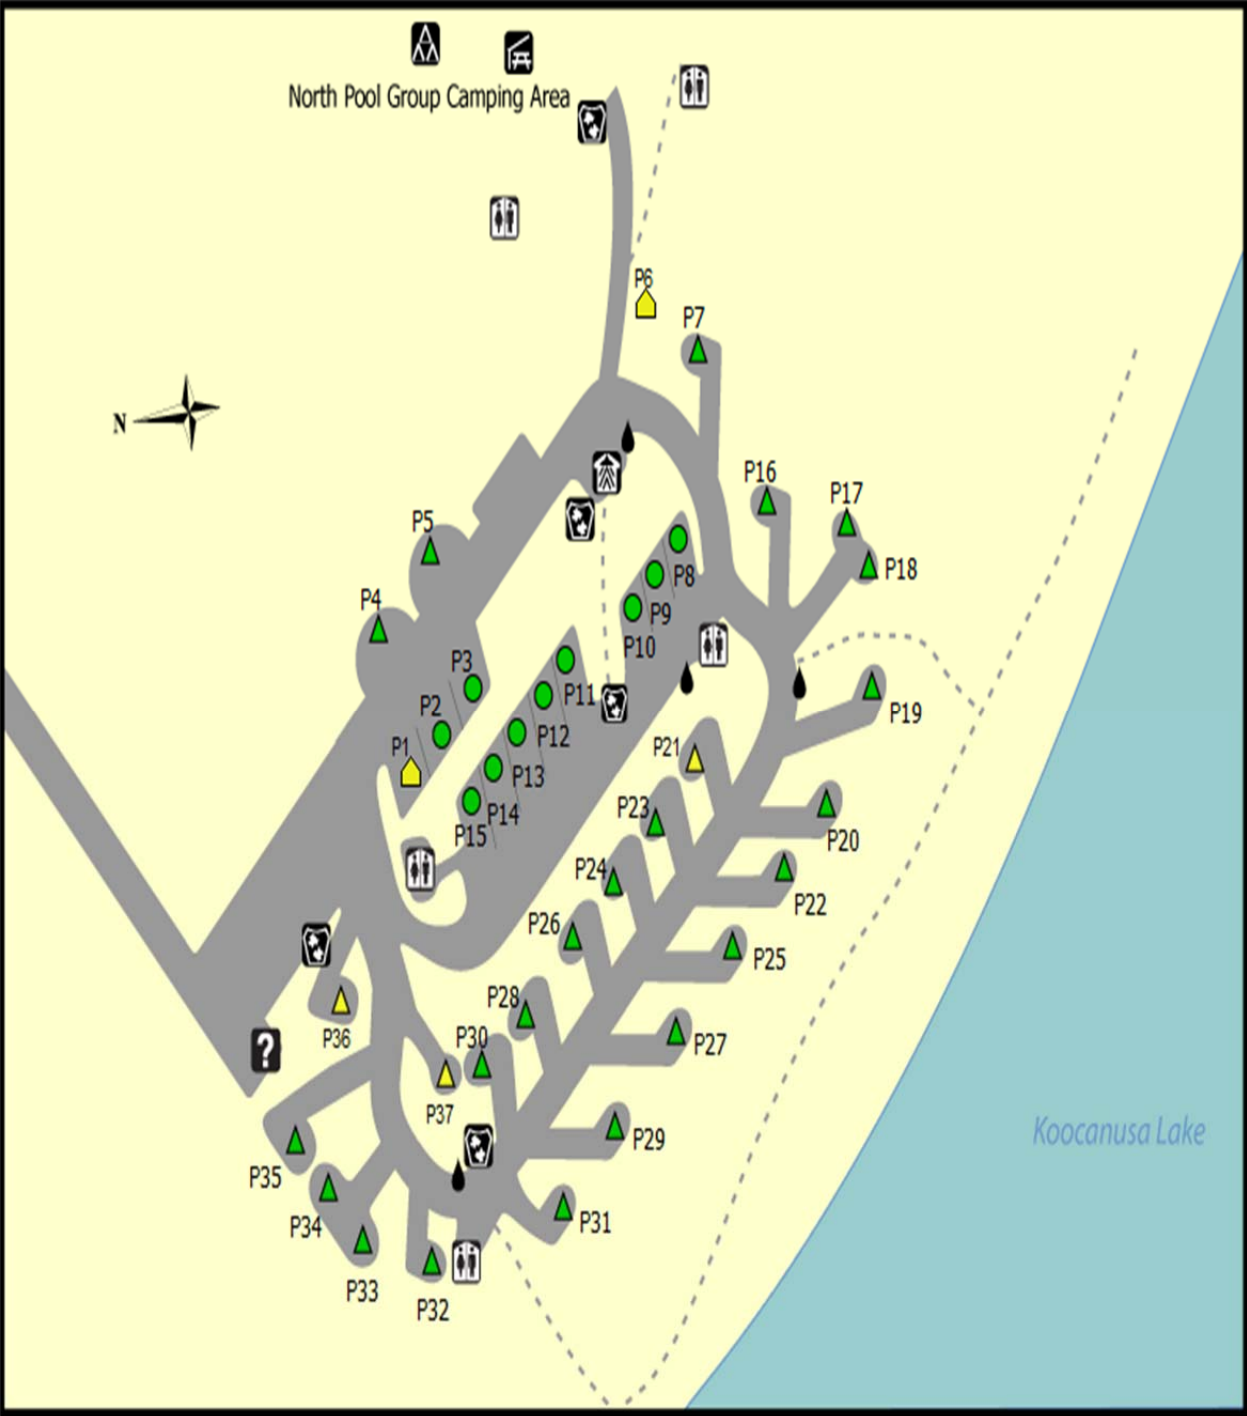 North Pool Group Camping Area
P6
P7
N
P16
P17
P5
P18
P8
P4
P9
P10
P3
P11
P2
P19
P12
P1
P21
P13
P23
P14
P15
P20
P24
P22
P26
P25
P28
P36
P30
P27
?
P37
P29
Koocanusa Lake
P35
P34
P31
P33
P32